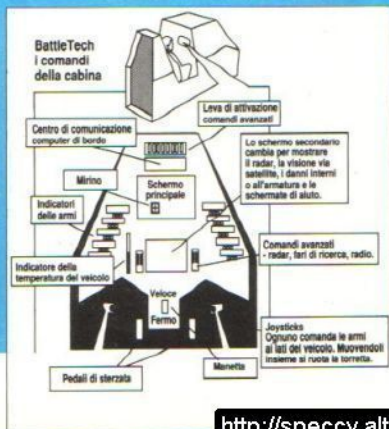 BattleTech
i comandi
della cabina
Leva di attivazione
comandi avanzati
Centro di comunicazione
computer di bordo
Lo schermo secondario
cambia per mostrare
il radar, la visione via
satellite, i danni interni
o all'armatura e le
schermate di aiuto.
Mirino
Schermo
principale
Indicatori
delle armi
Comandi avanzati
- radar, fari di ricerca, radio.
Indicatore della
temperatura del veicolo
Veloce
Fermo
Joysticks
Ognuno comanda le armi
ai lati del veicolo. Muovendoli
insieme si ruota la torretta.
Pedali di sterzata
Manetta
http://speccy.alt